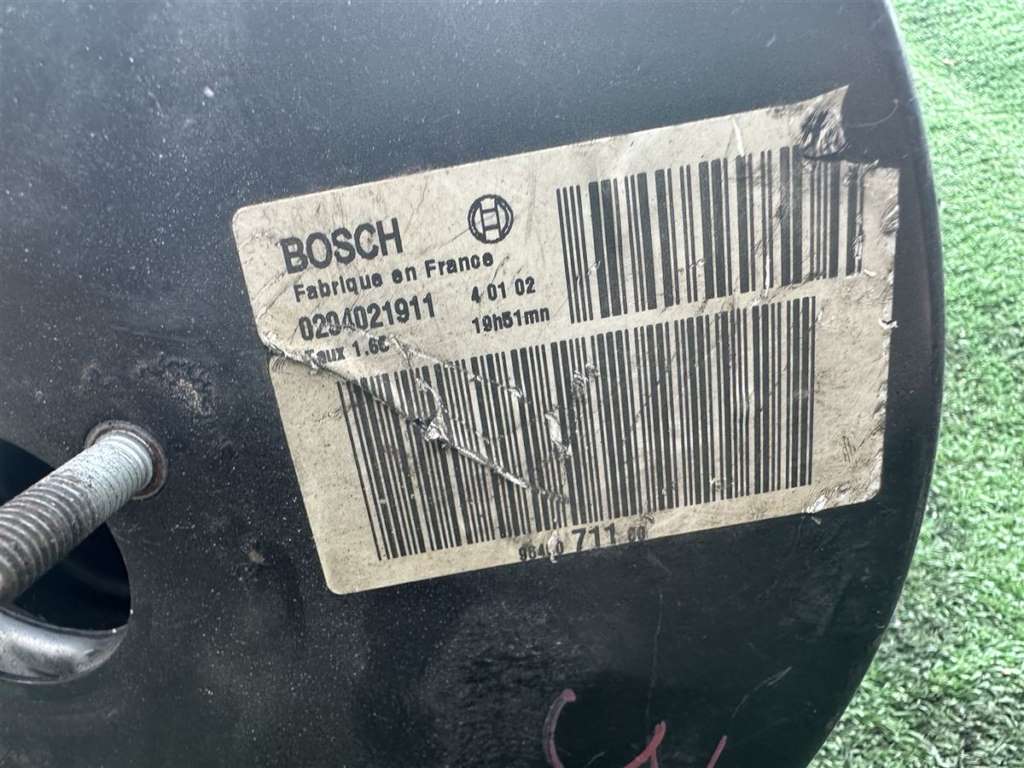 BOSCH
Fabrique en France
0204021911
4 01 02
19h51mn
711